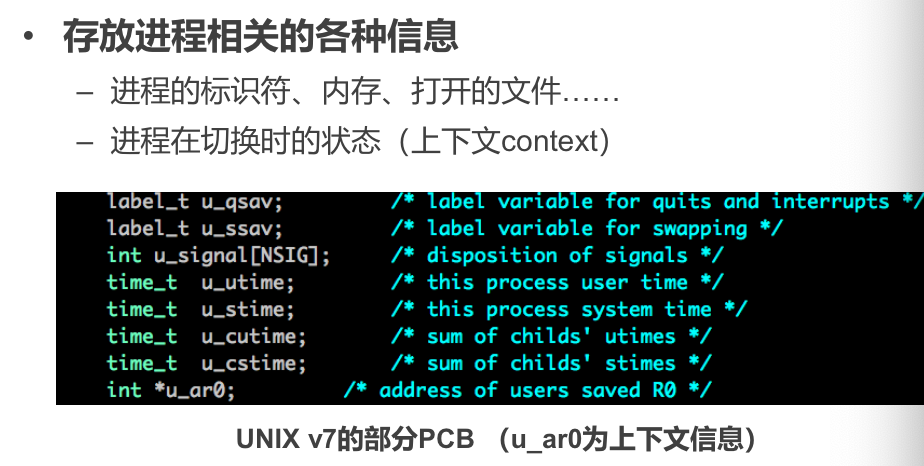 • 存放进程相关的各种信息
– 进程的标识符、内存、打开的文件……
– 进程在切换时的状态（上下文context）
label_t u_qsav; /* label variable for quits and interrupts */
label_t u_ssav; /* label variable for swapping */
int u_signal[NSIG]; /* disposition of signals */
time_t u_utime; /* this process user time */
time_t u_stime; /* this process system time */
time_t u_cutime; /* sum of childs' utimes */
time_t u_cstime; /* sum of childs' stimes */
int *u_ar0; /* address of users saved R0 */
UNIX v7的部分PCB （u_ar0为上下文信息）